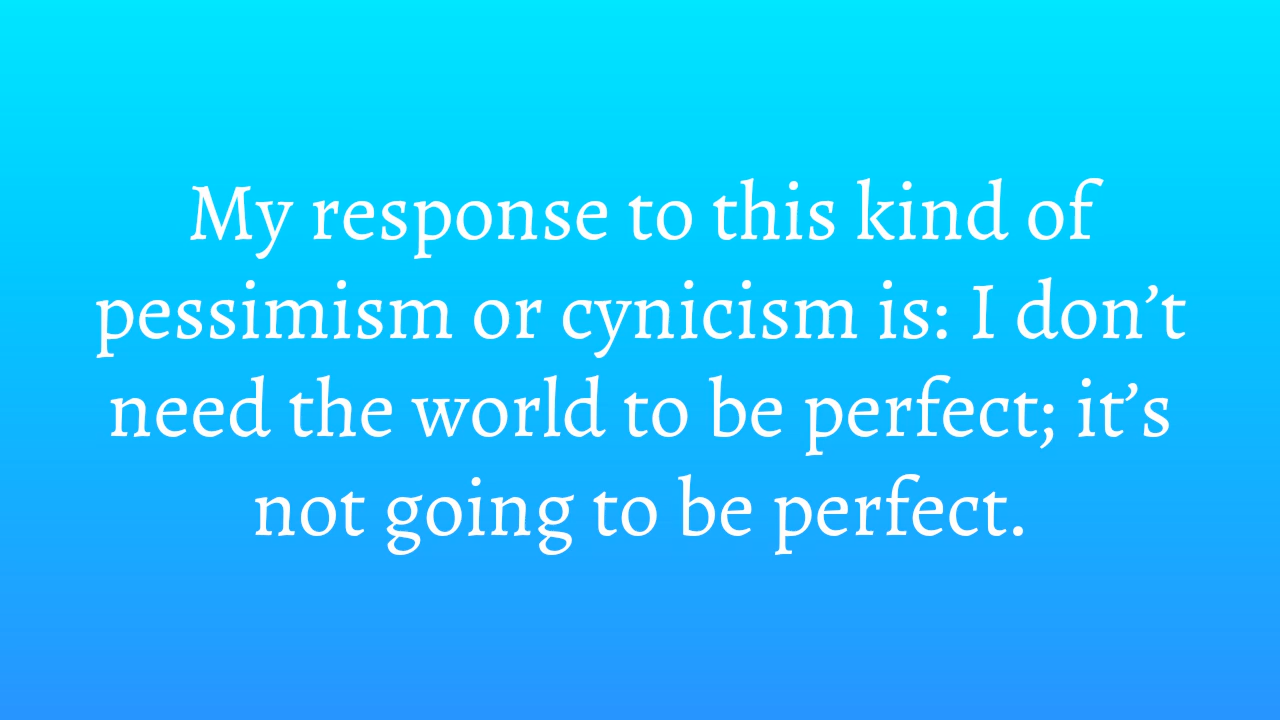 My response to this kind of
pessimism or cynicism is: I don’t
need the world to be perfect; it’s
not going to be perfect.